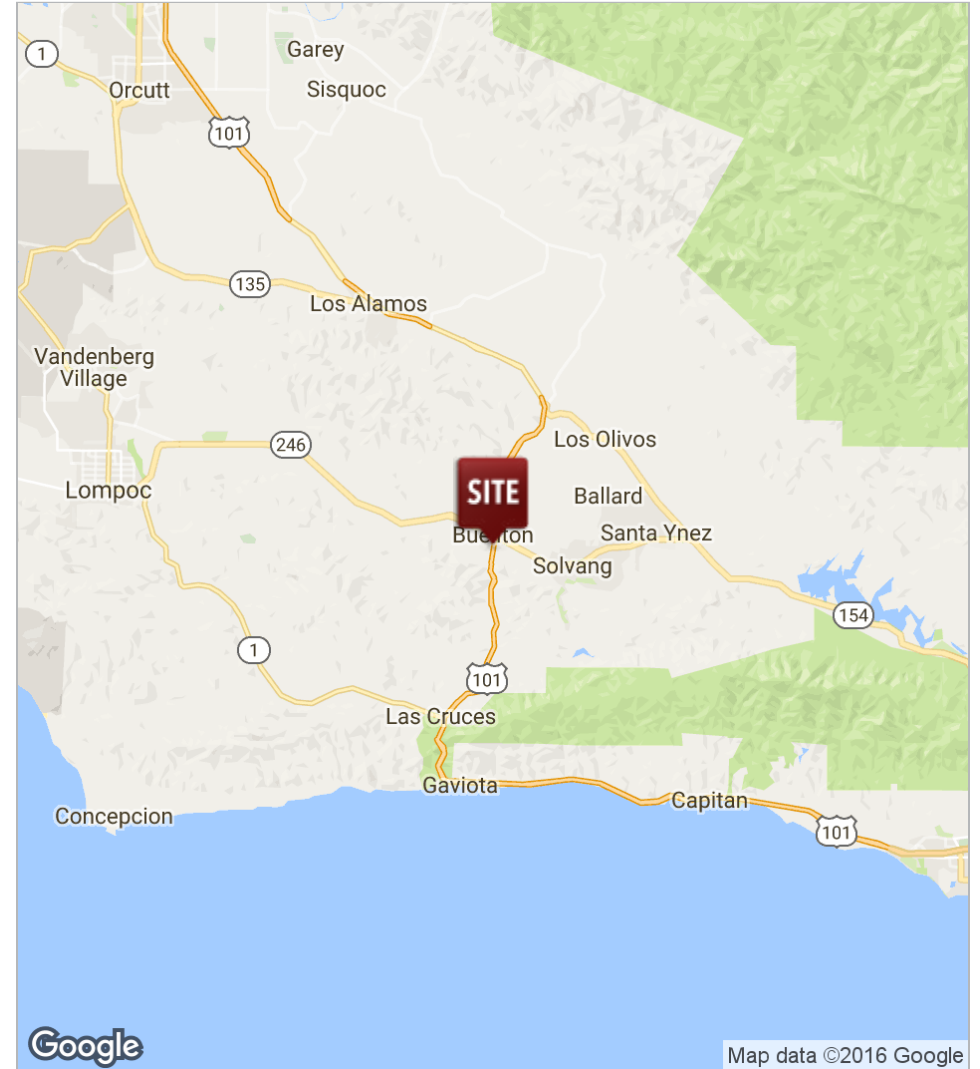 Garey
1
Orcutt
Sisquoc
101
135
Los Alamos
Vandenberg
Village
246
Los Olivos
Lompoc
SITE
Ballard
Buellton
Santa Ynez
Solvang
154
1
101
Las Cruces
Gaviota
Capitan
Concepcion
101
Google
Map data ©2016 Google